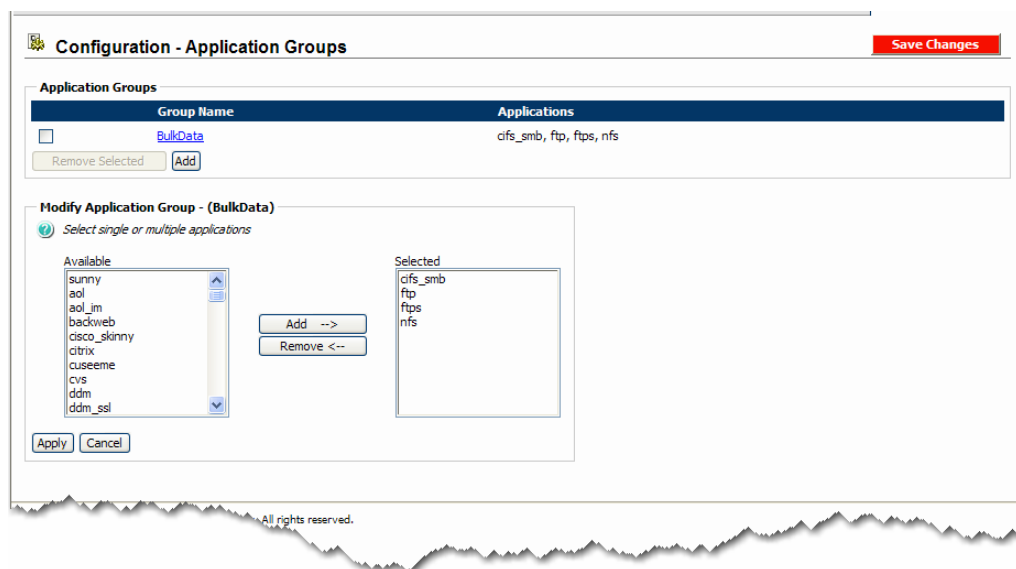 Configuration - Application Groups
Save Changes
Application Groups
Group Name Applications
BulkData cifs_smb, ftp, ftps, nfs
Remove Selected Add
Modify Application Group - (BulkData)
Select single or multiple applications
Available Selected
sunny
aol
aol_im
backweb
cisco_skinny
citrix
cuseeme
cvs
ddm
ddm_ssl
Add -->
Remove <--
cifs_smb
ftp
ftps
nfs
Apply Cancel
All rights reserved.